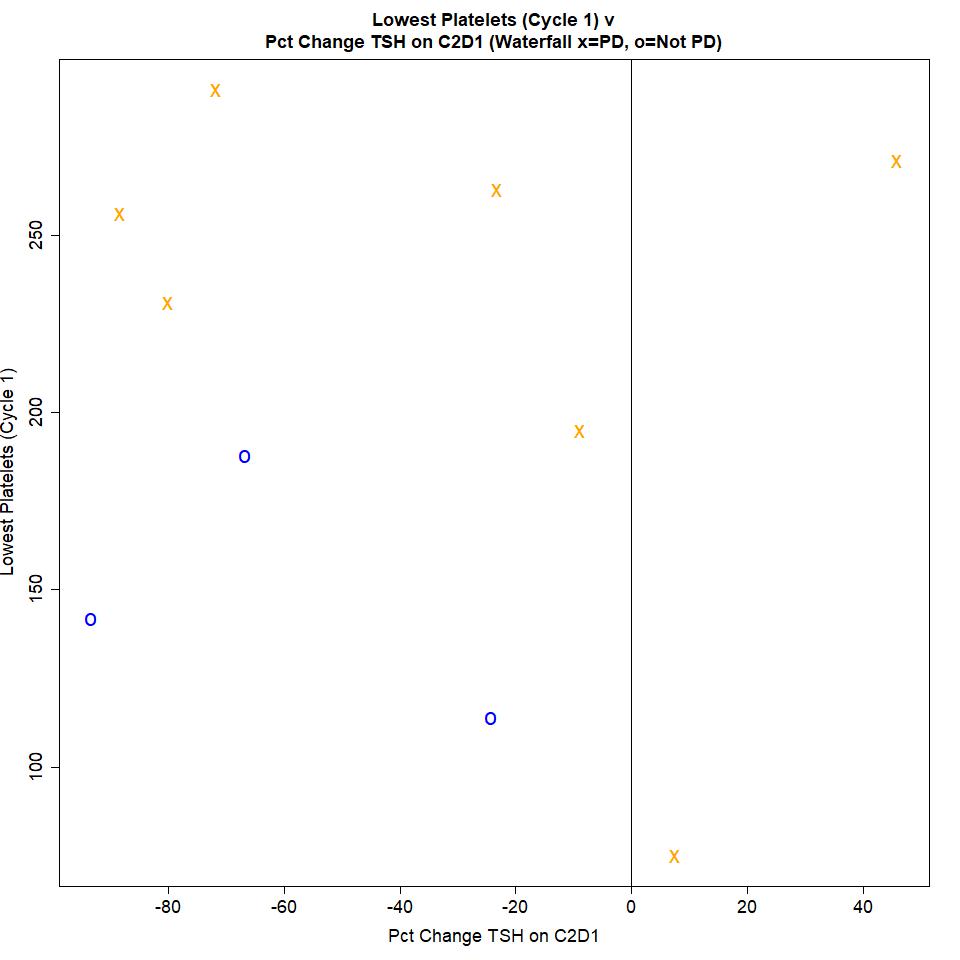 Lowest Platelets (Cycle 1) v
Pct Change TSH on C2D1 (Waterfall x=PD, o=Not PD)
X
X
X
X
X
250
Lowest Platelets (Cycle 1)
200
X
O
150
O
O
100
X
-80 -60 -40 -20 0 20 40
Pct Change TSH on C2D1